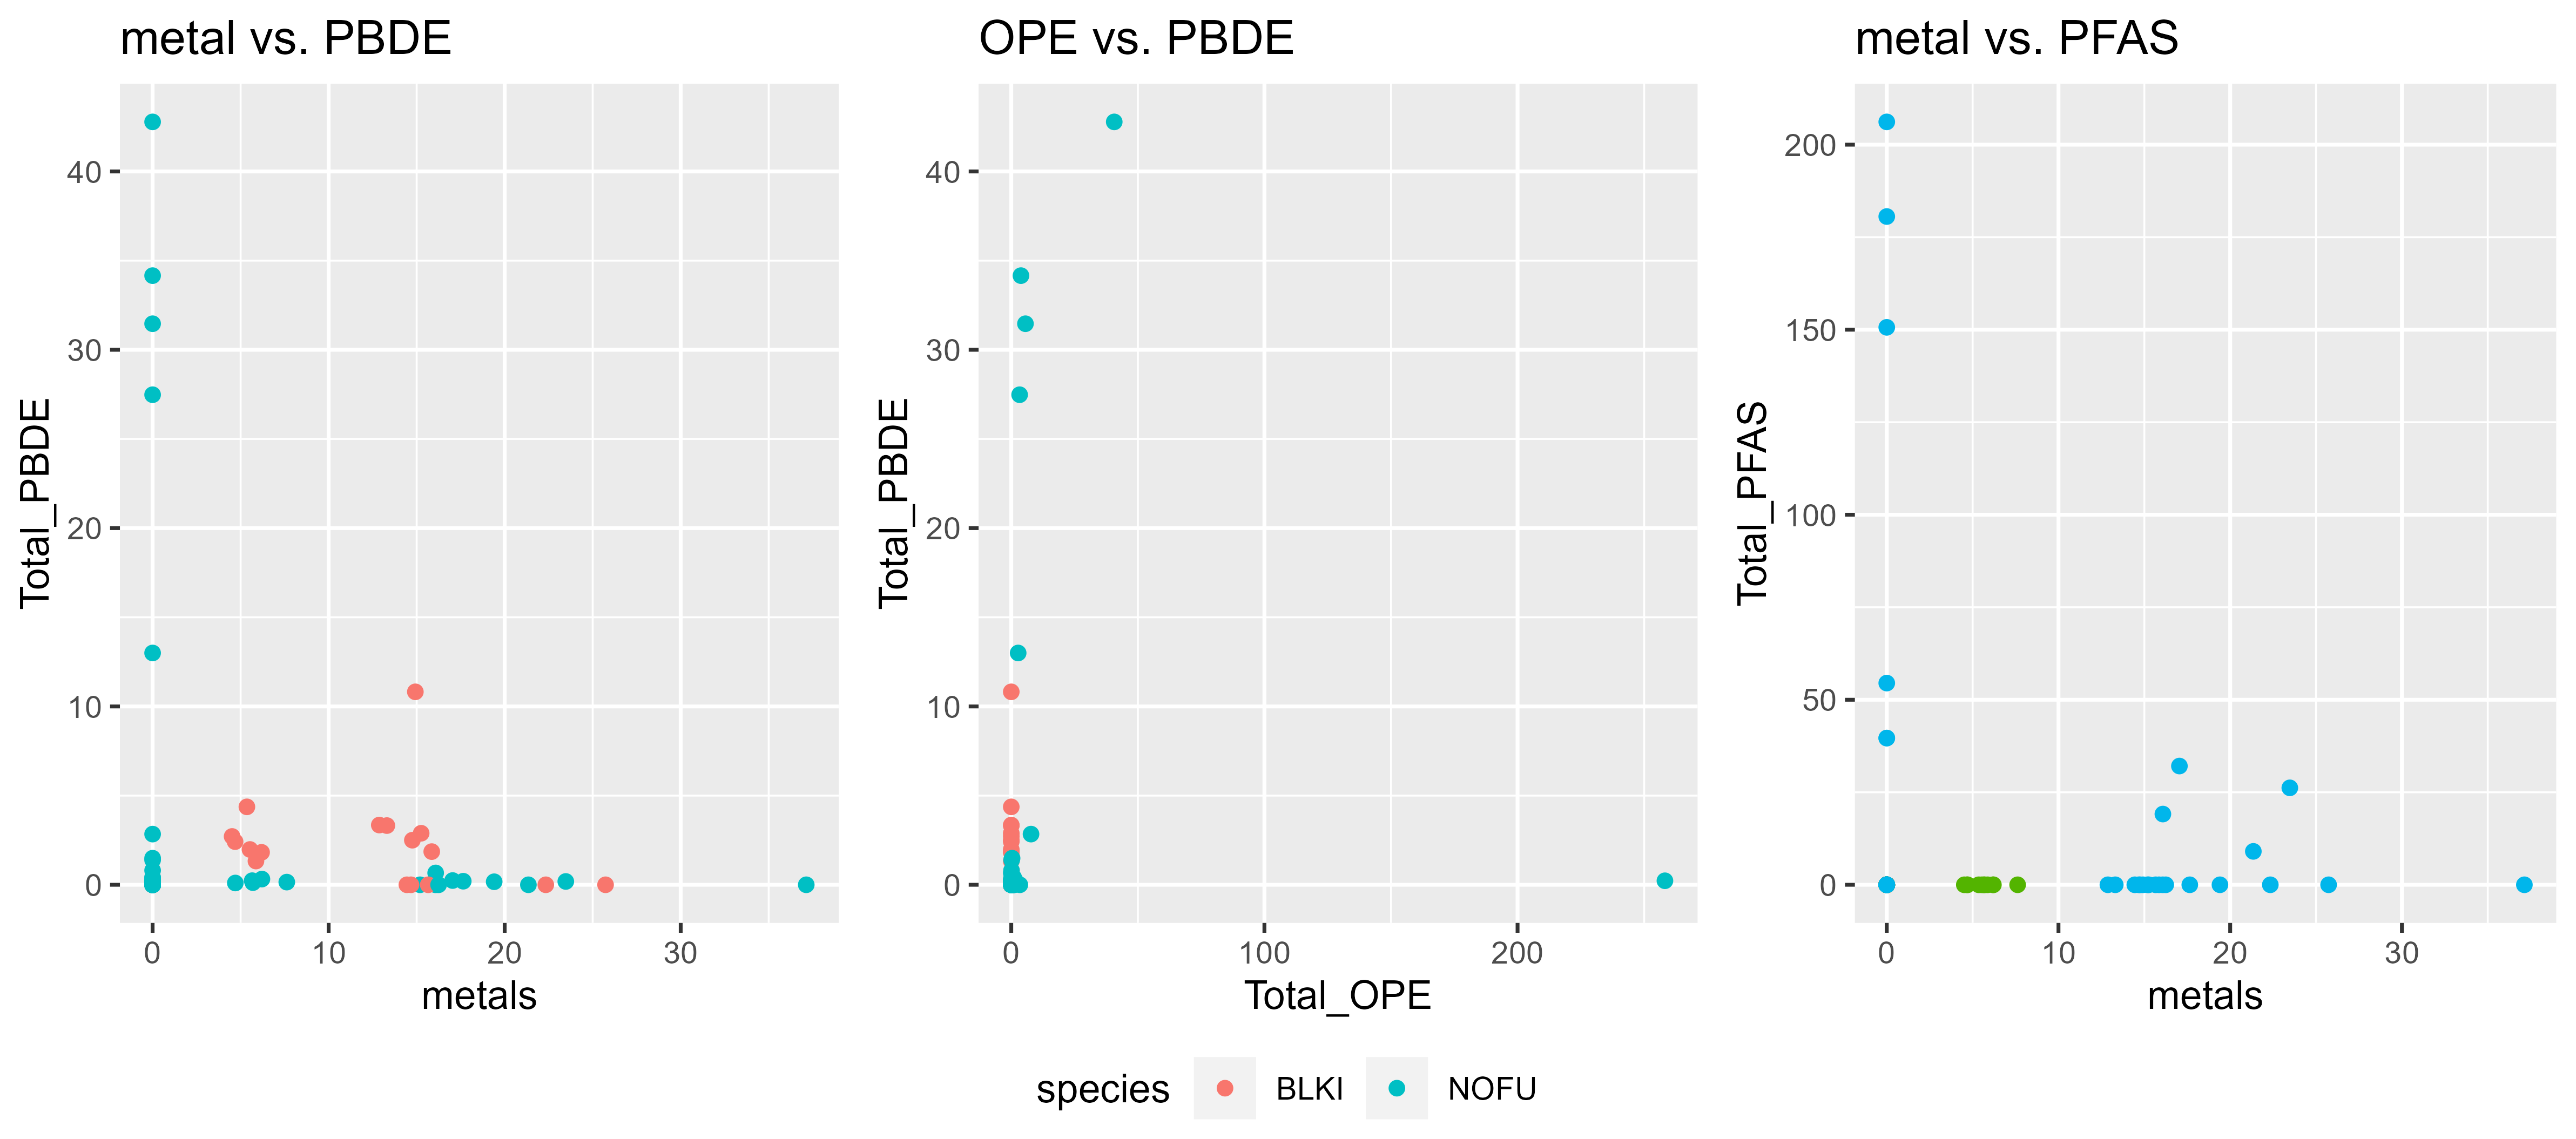 metal vs. PBDE
Total_PBDE
40
30
20
10
0
0 10 20 30
metals
OPE vs. PBDE
Total_PBDE
40
30
20
10
0
0 100 200
Total_OPE
metal vs. PFAS
Total_PFAS
200
150
100
50
0
0 10 20 30
metals
species BLKI NOFU